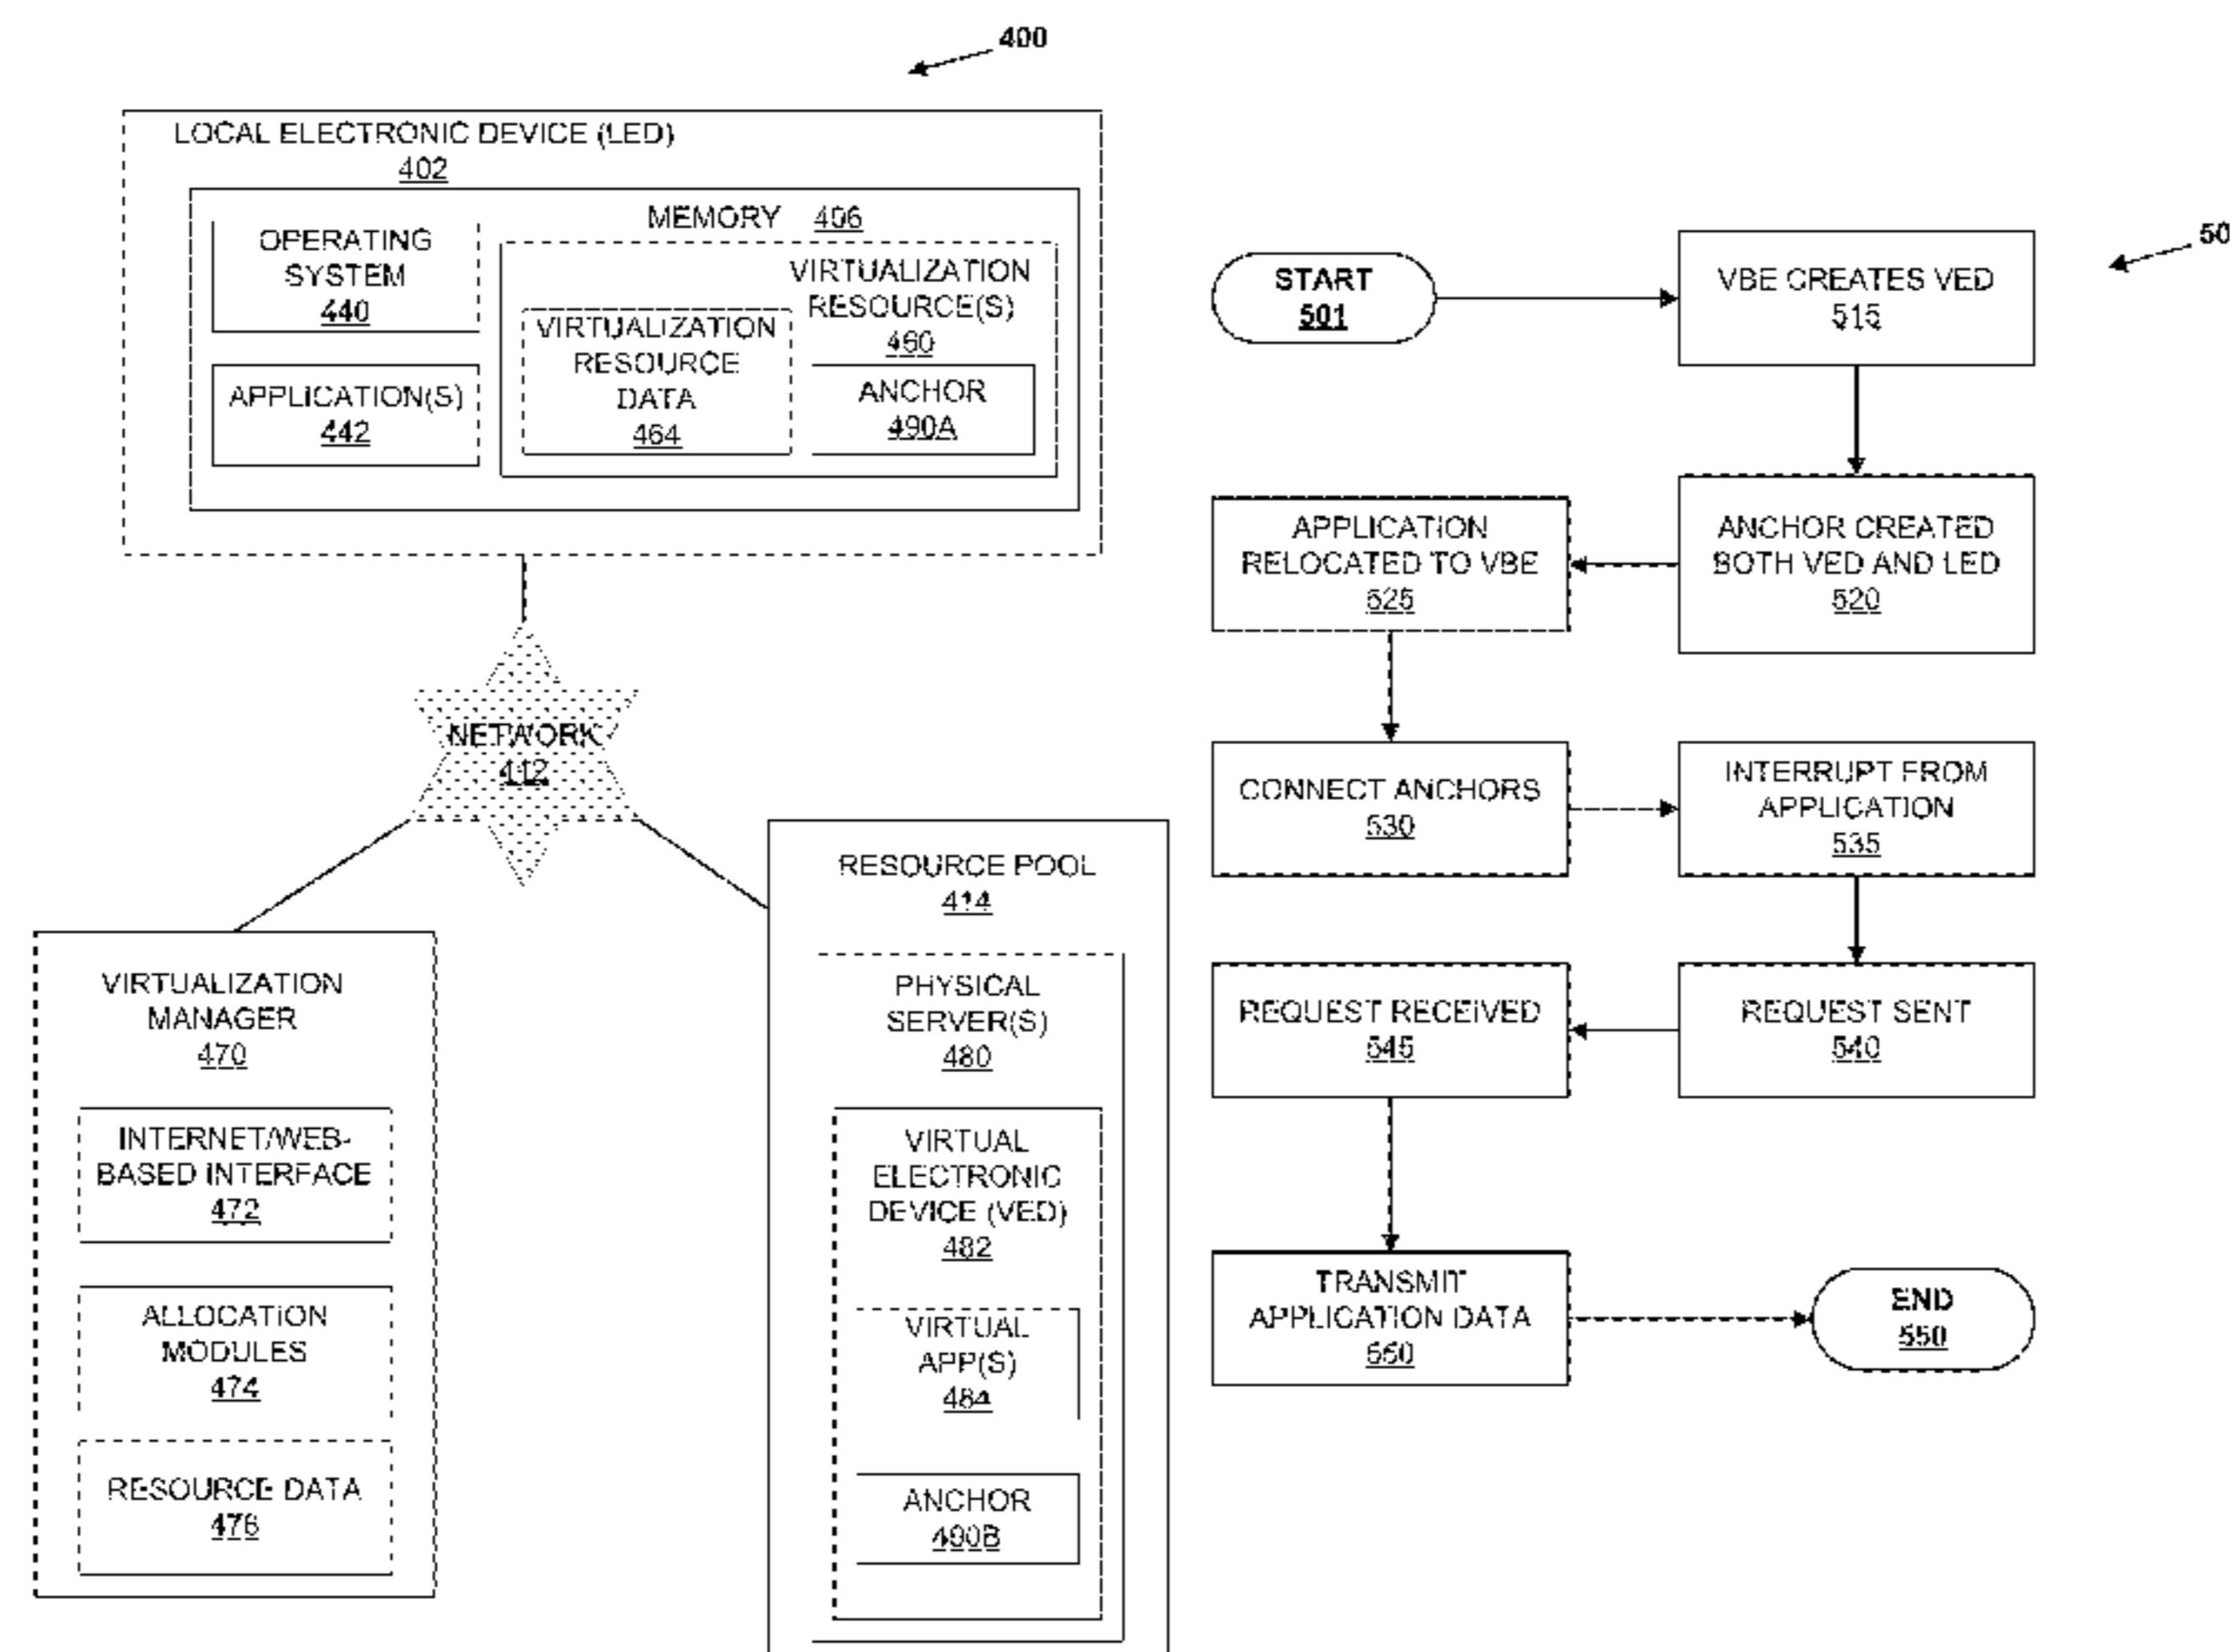 400
LOCAL ELECTRONIC DEVICE (LED)
402
MEMORY 406
OPERATING
SYSTEM
440
APPLICATION(S)
442
VIRTUALIZATION
RESOURCE(S)
460
VIRTUALIZATION
RESOURCE
DATA
464
ANCHOR
490A
NETWORK
412
VIRTUALIZATION
MANAGER
470
INTERNET/WEB-
BASED INTERFACE
472
ALLOCATION
MODULES
474
RESOURCE DATA
476
RESOURCE POOL
414
PHYSICAL
SERVER(S)
480
VIRTUAL
ELECTRONIC
DEVICE (VED)
482
VIRTUAL
APP(S)
484
ANCHOR
490B
50
START
501
VBE CREATES VED
515
ANCHOR CREATED
BOTH VED AND LED
520
APPLICATION
RELOCATED TO VBE
525
CONNECT ANCHORS
530
INTERRUPT FROM
APPLICATION
535
REQUEST SENT
540
REQUEST RECEIVED
545
TRANSMIT
APPLICATION DATA
550
END
550